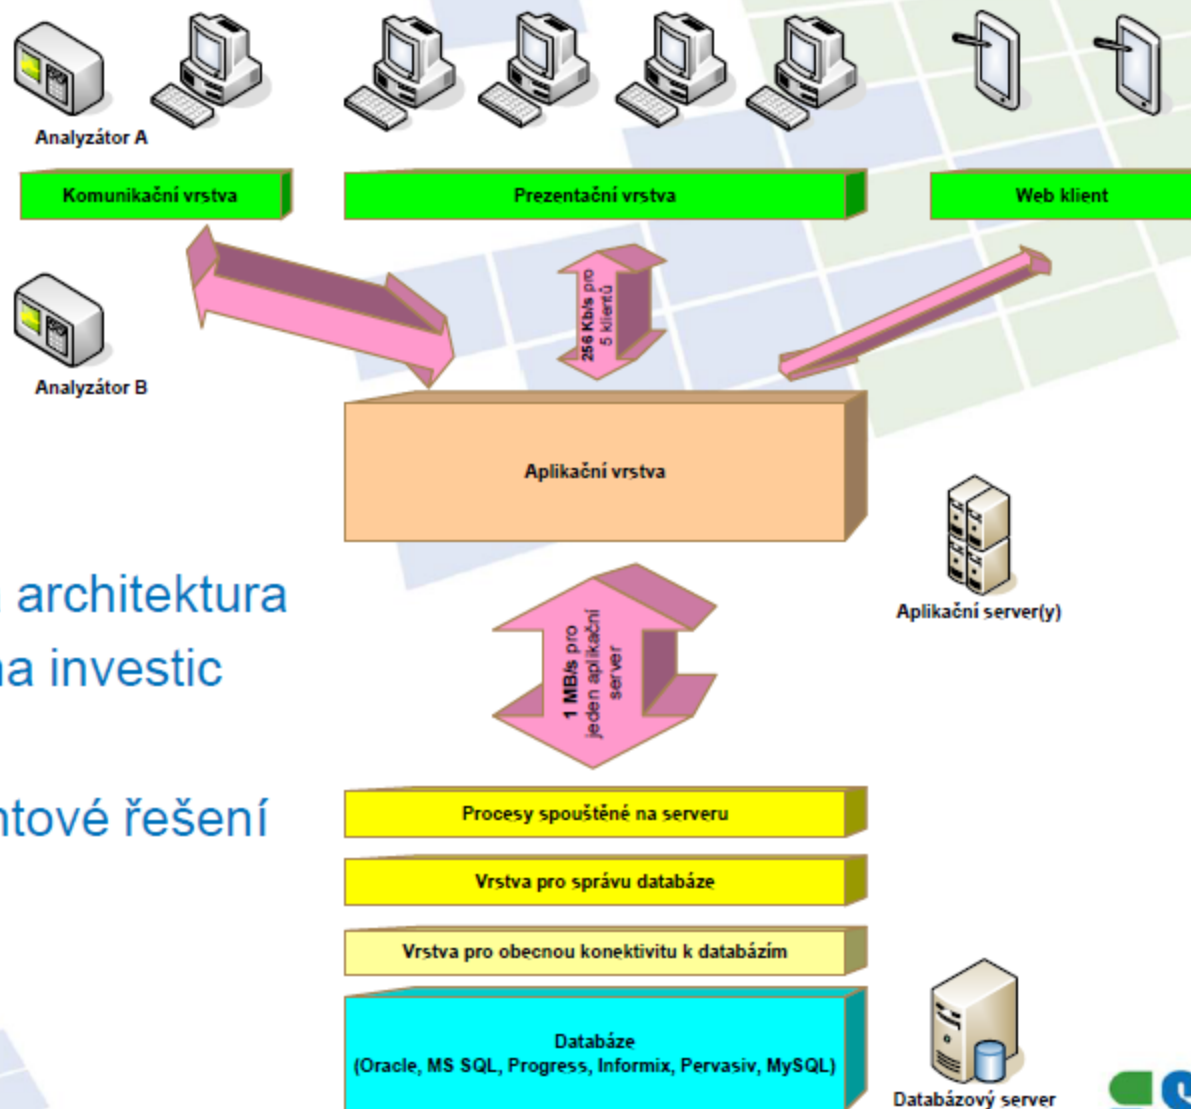 Analyzátor A
Komunikační vrstva
Prezentační vrstva
Web klient
256 Kb/s pro
5 klientů
Analyzátor B
Aplikační vrstva
Aplikační server(y)
architektura
investic
1 MB/s pro
jeden aplikační
server
řešení
Procesy spouštěné na serveru
Vrstva pro správu databáze
Vrstva pro obecnou konektivitu k databázím
Databáze
(Oracle, MS SQL, Progress, Informix, Pervasiv, MySQL)
Databázový server